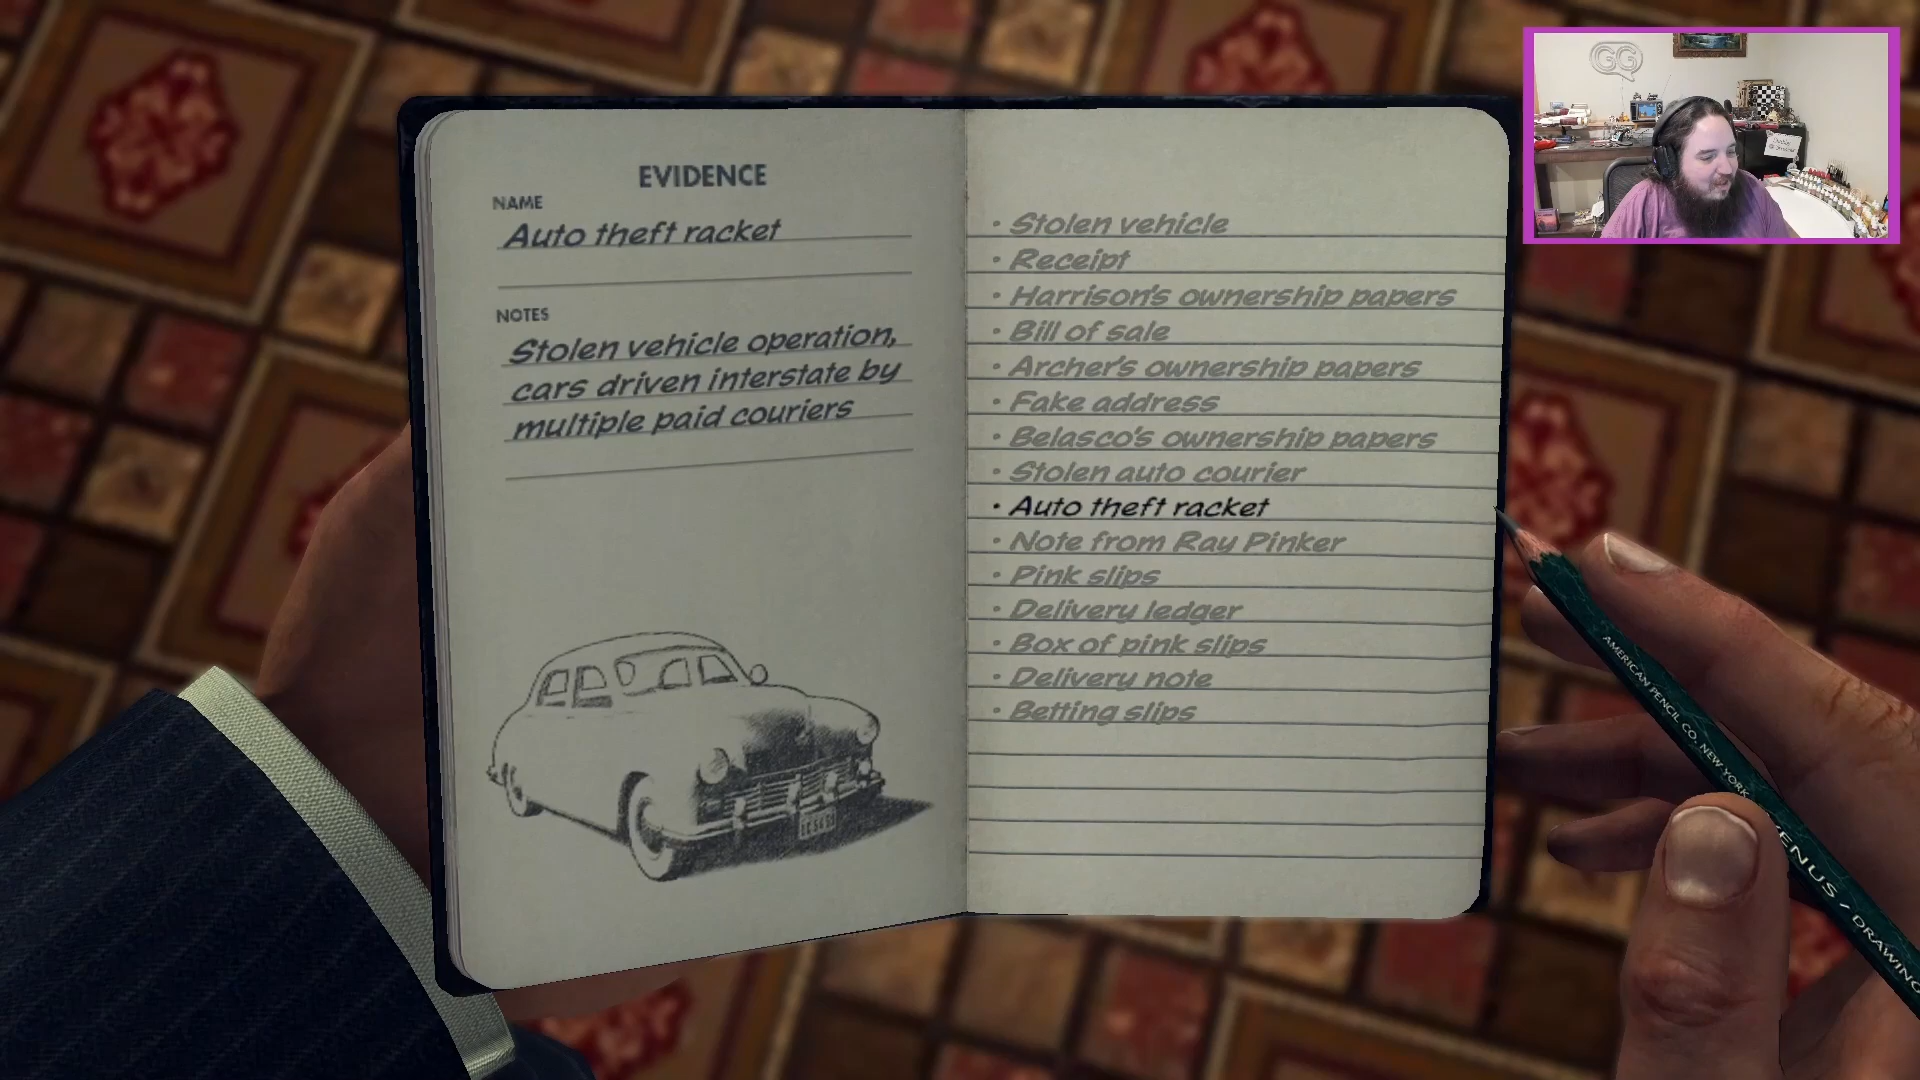 EVIDENCE
NAME
Auto theft racket
NOTES
Stolen vehicle operation,
cars driven interstate by
multiple paid couriers
• Stolen vehicle
• Receipt
• Harrison's ownership papers
• Bill of sale
• Archer's ownership papers
• Fake address
• Belasco's ownership papers
• Stolen auto courier
• Auto theft racket
• Note from Ray Pinker
• Pink slips
• Delivery ledger
• Box of pink slips
• Delivery note
• Betting slips
AMERICAN PENCIL CO. NEW YORK
VENUS / DRAWING
GG